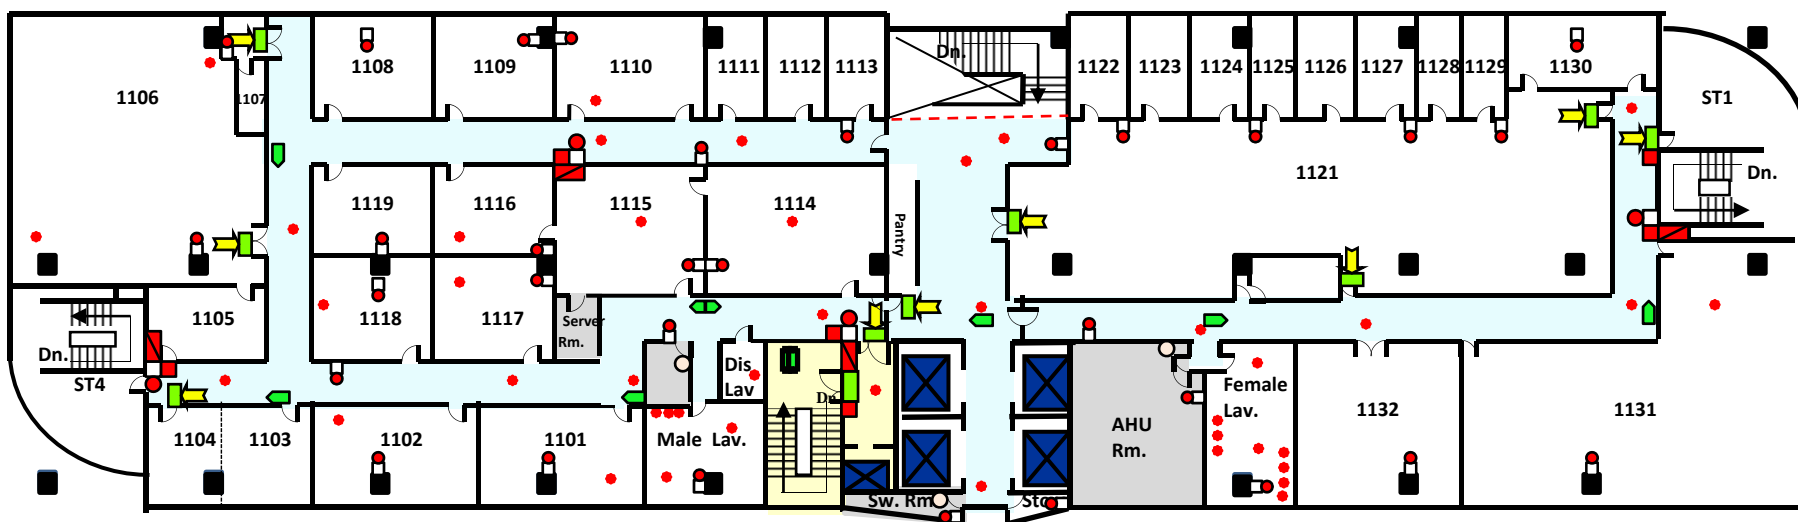 Dn.
1106
1107
1108
1109
1110
1111
1112
1113
1122
1123
1124
1125
1126
1127
1128
1129
1130
ST1
1121
Dn.
1119
1116
1115
1114
Pantry
1105
1118
1117
Server
Rm.
Dn.
ST4
Dis
Lav
Dn
Female
Lav.
1132
1131
1104
1103
1102
1101
Male Lav.
AHU
Rm.
Sw. Rm
Sto